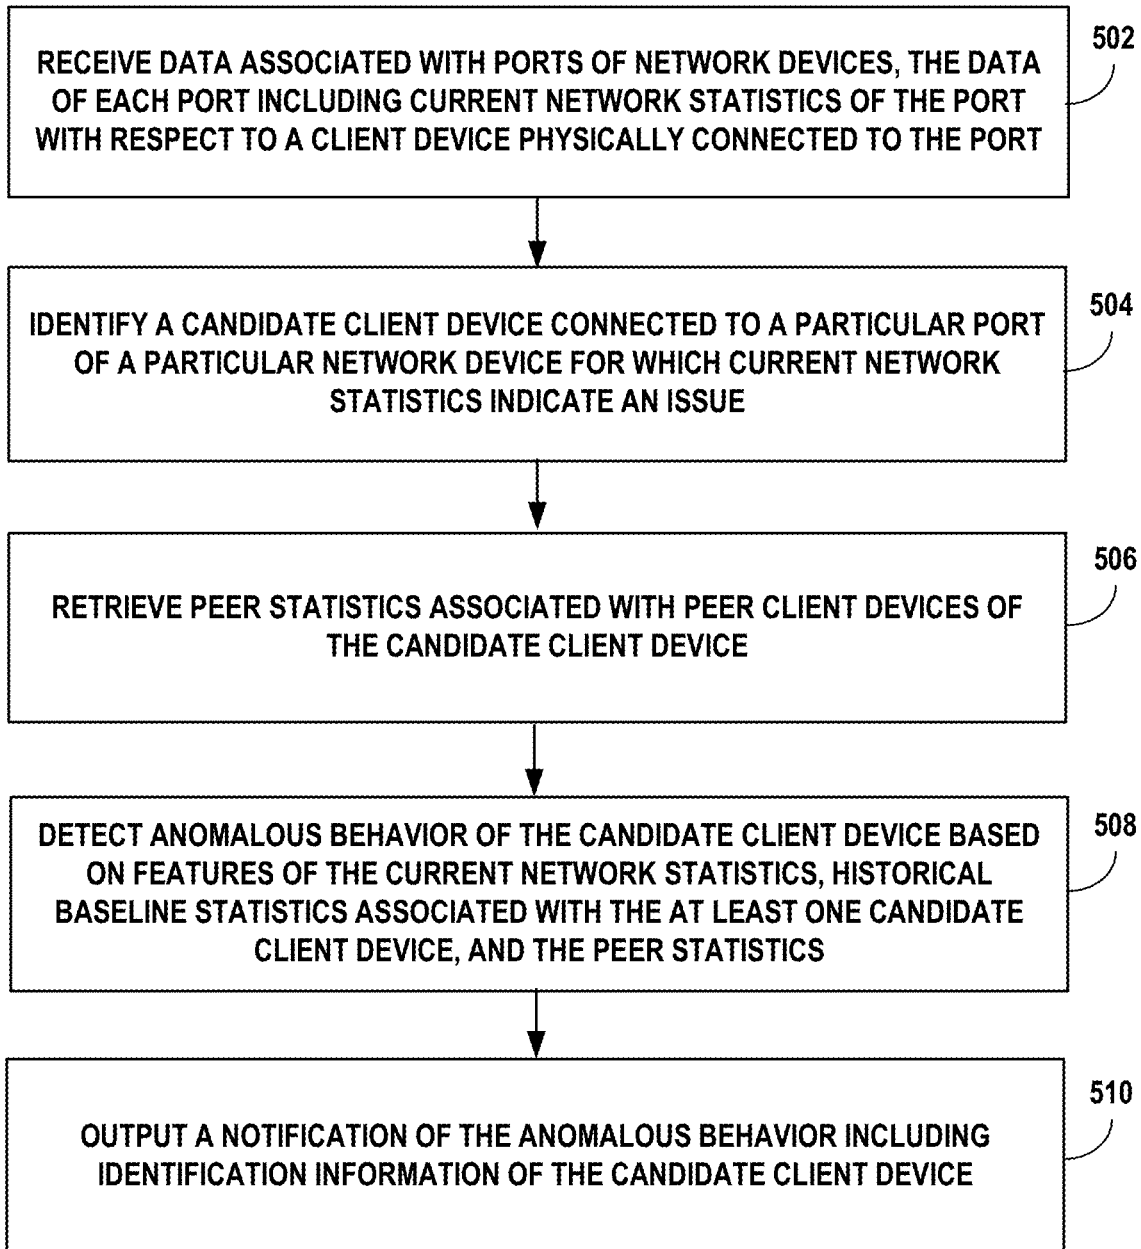 502
RECEIVE DATA ASSOCIATED WITH PORTS OF NETWORK DEVICES, THE DATA
OF EACH PORT INCLUDING CURRENT NETWORK STATISTICS OF THE PORT
WITH RESPECT TO A CLIENT DEVICE PHYSICALLY CONNECTED TO THE PORT
504
IDENTIFY A CANDIDATE CLIENT DEVICE CONNECTED TO A PARTICULAR PORT
OF A PARTICULAR NETWORK DEVICE FOR WHICH CURRENT NETWORK
STATISTICS INDICATE AN ISSUE
506
RETRIEVE PEER STATISTICS ASSOCIATED WITH PEER CLIENT DEVICES OF
THE CANDIDATE CLIENT DEVICE
508
DETECT ANOMALOUS BEHAVIOR OF THE CANDIDATE CLIENT DEVICE BASED
ON FEATURES OF THE CURRENT NETWORK STATISTICS, HISTORICAL
BASELINE STATISTICS ASSOCIATED WITH THE AT LEAST ONE CANDIDATE
CLIENT DEVICE, AND THE PEER STATISTICS
510
OUTPUT A NOTIFICATION OF THE ANOMALOUS BEHAVIOR INCLUDING
IDENTIFICATION INFORMATION OF THE CANDIDATE CLIENT DEVICE